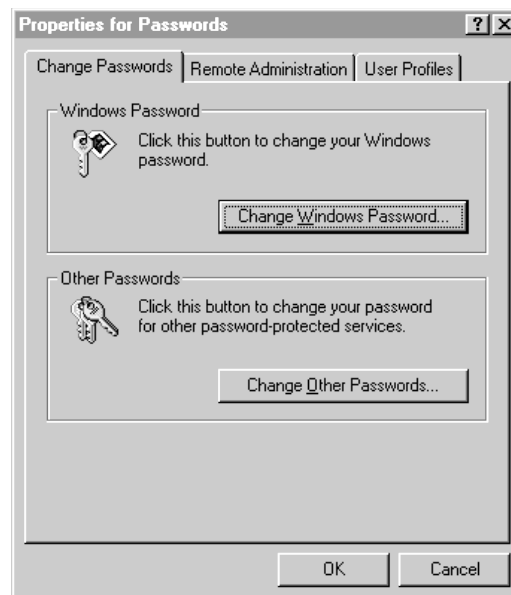 Properties for Passwords
Change Passwords Remote Administration User Profiles
Windows Password
Click this button to change your Windows
password.
Change Windows Password...
Other Passwords
Click this button to change your password
for other password-protected services.
Change Other Passwords...
OK Cancel